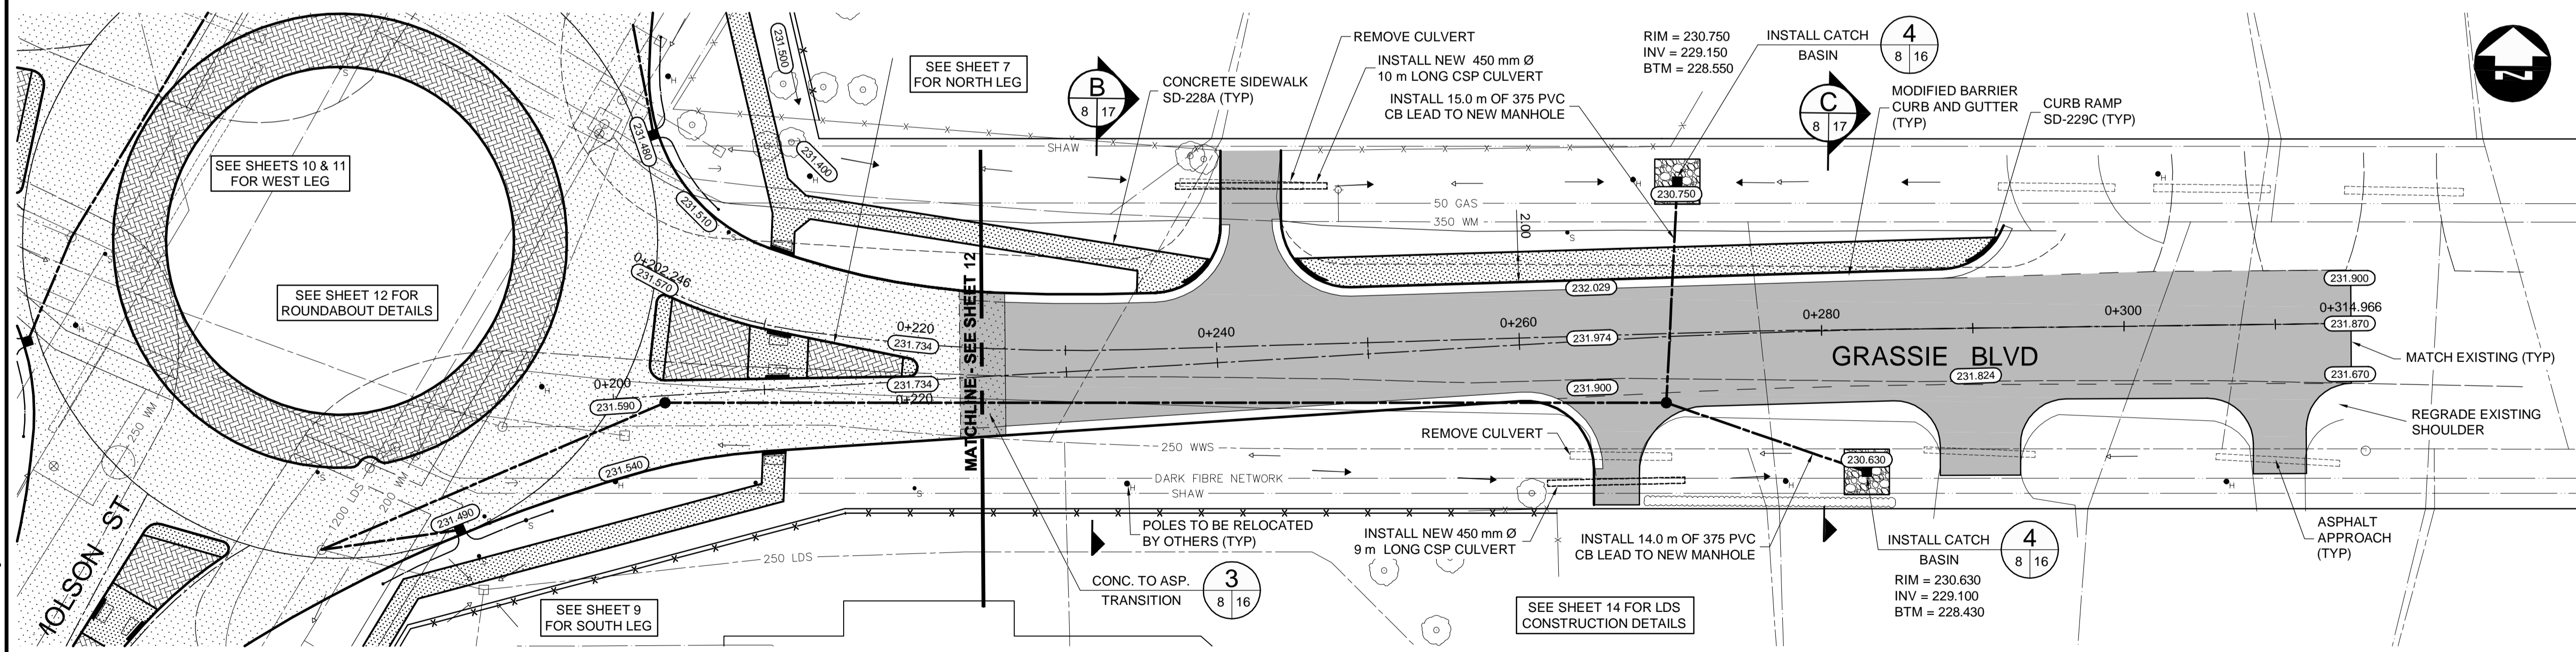 SEE SHEETS 10 & 11
FOR WEST LEG
SEE SHEET 12 FOR
ROUNDABOUT DETAILS
SEE SHEET 7
FOR NORTH LEG
B
8 17
CONCRETE SIDEWALK
SD-228A (TYP)
REMOVE CULVERT
INSTALL NEW 450 mm Ø
10 m LONG CSP CULVERT
INSTALL 15.0 m OF 375 PVC
CB LEAD TO NEW MANHOLE
RIM = 230.750
INV = 229.150
BTM = 228.550
INSTALL CATCH
BASIN
4
8 16
C
8 17
MODIFIED BARRIER
CURB AND GUTTER
(TYP)
CURB RAMP
SD-229C (TYP)
N
231.500
231.480
231.400
231.510
SHAW
50 GAS
350 WM
230.750
2.00
0+202.246
231.570
0+220
231.734
231.734
0+220
0+200
231.590
231.540
231.490
MATCHLINE - SEE SHEET 12
0+240
0+260
0+280
0+300
0+314.966
232.029
231.974
231.900
231.824
231.900
231.870
231.670
GRASSIE BLVD
MATCH EXISTING (TYP)
REGRADE EXISTING
SHOULDER
REMOVE CULVERT
250 WWS
DARK FIBRE NETWORK
SHAW
230.630
250 WM
1200 LDS
200 WM
MOLSON ST
250 LDS
SEE SHEET 9
FOR SOUTH LEG
POLES TO BE RELOCATED
BY OTHERS (TYP)
CONC. TO ASP.
TRANSITION
3
8 16
INSTALL NEW 450 mm Ø
9 m LONG CSP CULVERT
INSTALL 14.0 m OF 375 PVC
CB LEAD TO NEW MANHOLE
SEE SHEET 14 FOR LDS
CONSTRUCTION DETAILS
INSTALL CATCH
BASIN
4
8 16
RIM = 230.630
INV = 229.100
BTM = 228.430
ASPHALT
APPROACH
(TYP)
H
H
H
H
H
H
H
H
S
S
S
S
S
S
S